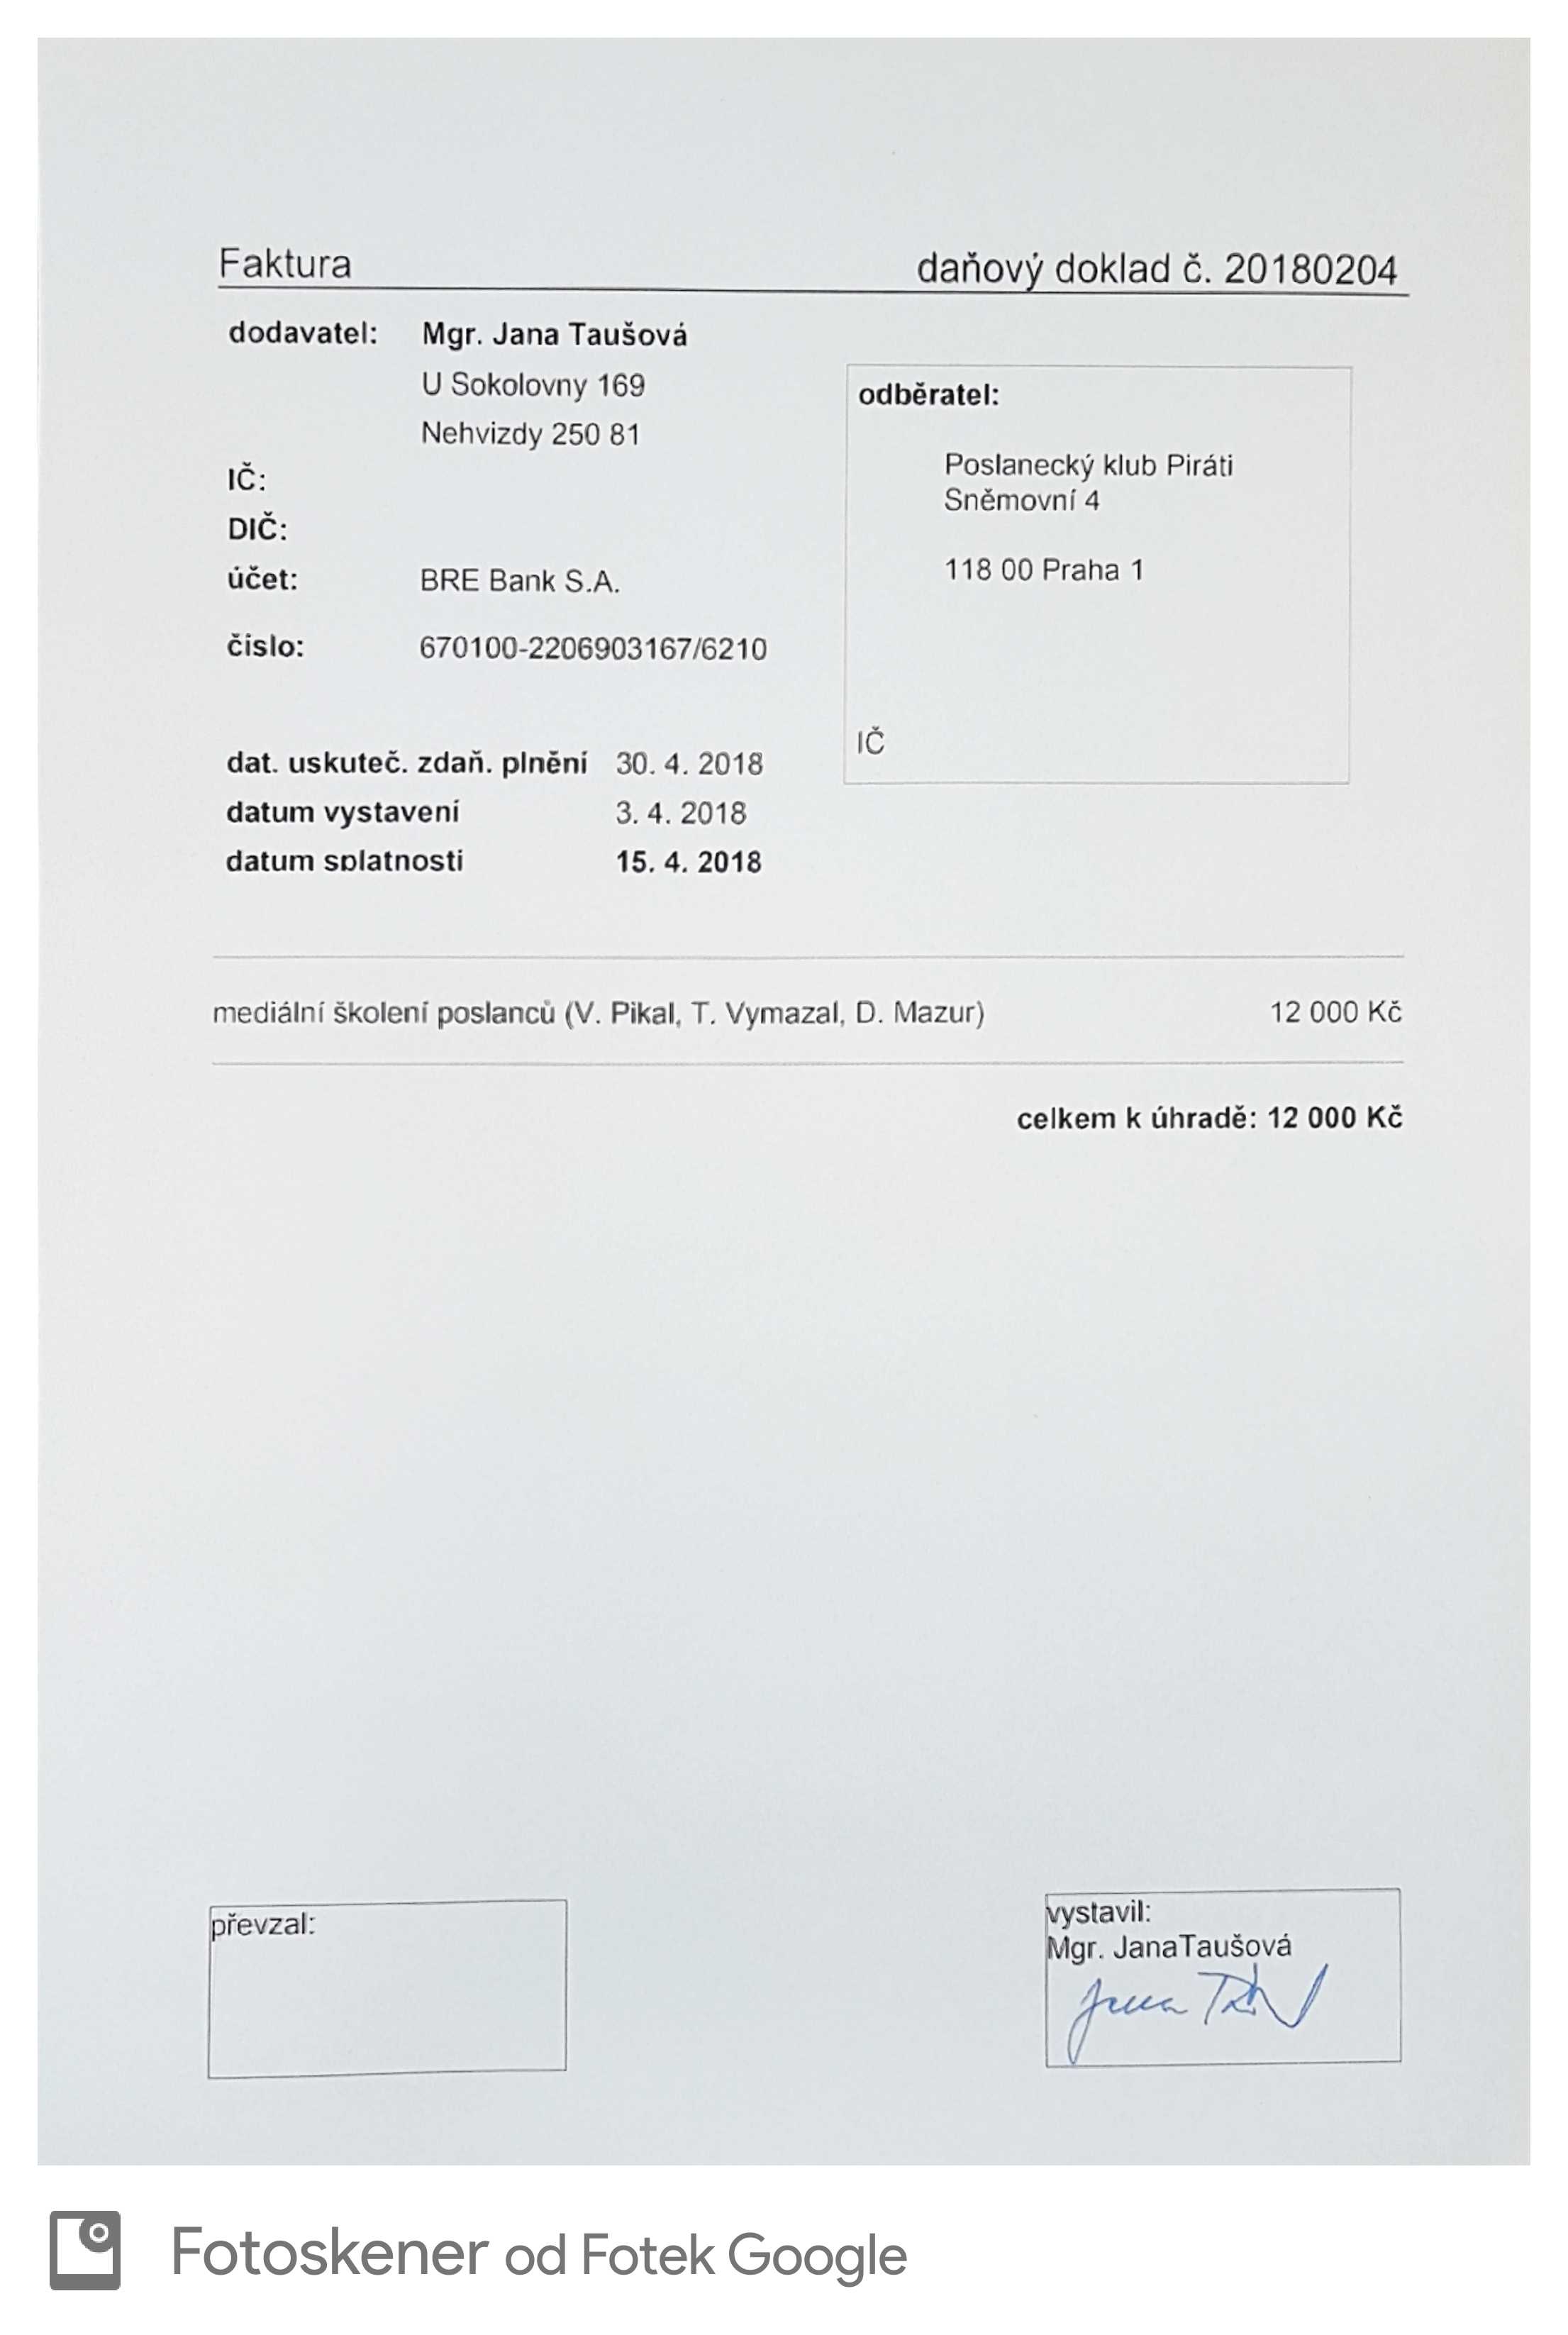 Faktura daňový doklad č. 20180204
dodavatel: Mgr. Jana Taušová
U Sokolovny 169
Nehvizdy 250 81
IČ:
DIČ:
účet: BRE Bank S.A.
číslo: 670100-2206903167/6210
odběratel:
Poslanecký klub Piráti
Sněmovní 4
118 00 Praha 1
IČ
dat. uskuteč. zdaň. plnění 30. 4. 2018
datum vystavení 3. 4. 2018
datum splatnosti 15. 4. 2018
mediální školení poslanců (V. Pikal, T. Vymazal, D. Mazur) 12 000 Kč
celkem k úhradě: 12 000 Kč
převzal:
vystavil:
Mgr. JanaTaušová
Jana
Fotoskener od Fotek Google